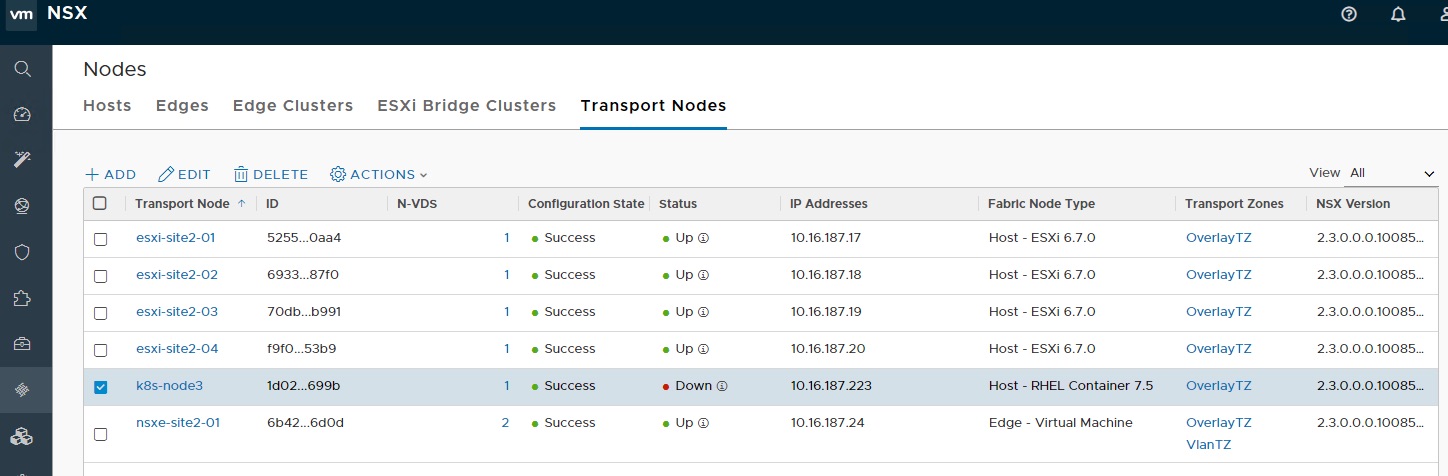 vm NSX
Nodes
Hosts Edges Edge Clusters ESXi Bridge Clusters Transport Nodes
ADD EDIT DELETE ACTIONS View All
Transport Node ID N-VDS Configuration State Status IP Addresses Fabric Node Type Transport Zones NSX Version
esxi-site2-01 5255...0aa4 1 Success Up 10.16.187.17 Host - ESXi 6.7.0 OverlayTZ 2.3.0.0.0.10085...
esxi-site2-02 6933...87f0 1 Success Up 10.16.187.18 Host - ESXi 6.7.0 OverlayTZ 2.3.0.0.0.10085...
esxi-site2-03 70db...b991 1 Success Up 10.16.187.19 Host - ESXi 6.7.0 OverlayTZ 2.3.0.0.0.10085...
esxi-site2-04 f9f0...53b9 1 Success Up 10.16.187.20 Host - ESXi 6.7.0 OverlayTZ 2.3.0.0.0.10085...
k8s-node3 1d02...699b 1 Success Down 10.16.187.223 Host - RHEL Container 7.5 OverlayTZ 2.3.0.0.0.10085...
nsxe-site2-01 6b42...6d0d 2 Success Up 10.16.187.24 Edge - Virtual Machine OverlayTZ 2.3.0.0.0.10085...
VlanTZ